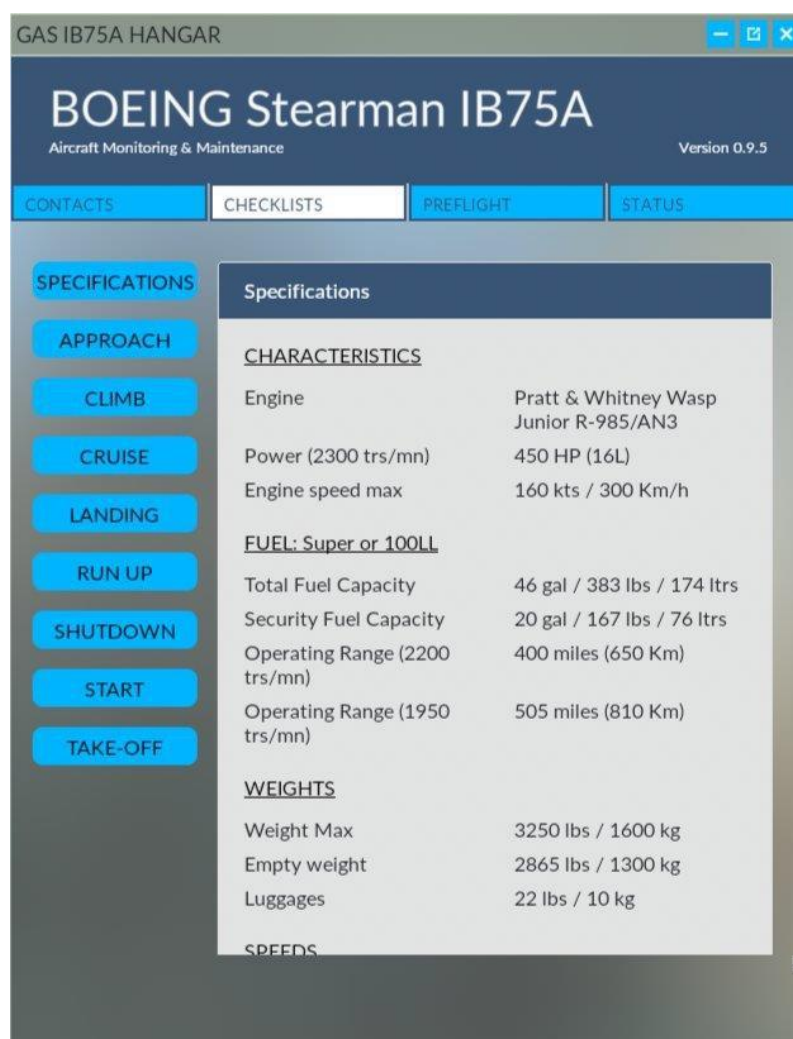 GAS IB75A HANGAR
BOEING Stearman IB75A
Aircraft Monitoring & Maintenance
Version 0.9.5
CONTACTS
CHECKLISTS
PREFLIGHT
STATUS
SPECIFICATIONS
APPROACH
CLIMB
CRUISE
LANDING
RUN UP
SHUTDOWN
START
TAKE-OFF
Specifications
CHARACTERISTICS
Engine Pratt & Whitney Wasp
Junior R-985/AN3
Power (2300 trs/mn) 450 HP (16L)
Engine speed max 160 kts / 300 Km/h
FUEL: Super or 100LL
Total Fuel Capacity 46 gal / 383 lbs / 174 ltrs
Security Fuel Capacity 20 gal / 167 lbs / 76 ltrs
Operating Range (2200 400 miles (650 Km)
trs/mn)
Operating Range (1950 505 miles (810 Km)
trs/mn)
WEIGHTS
Weight Max 3250 lbs / 1600 kg
Empty weight 2865 lbs / 1300 kg
Luggages 22 lbs / 10 kg
SPEEDS